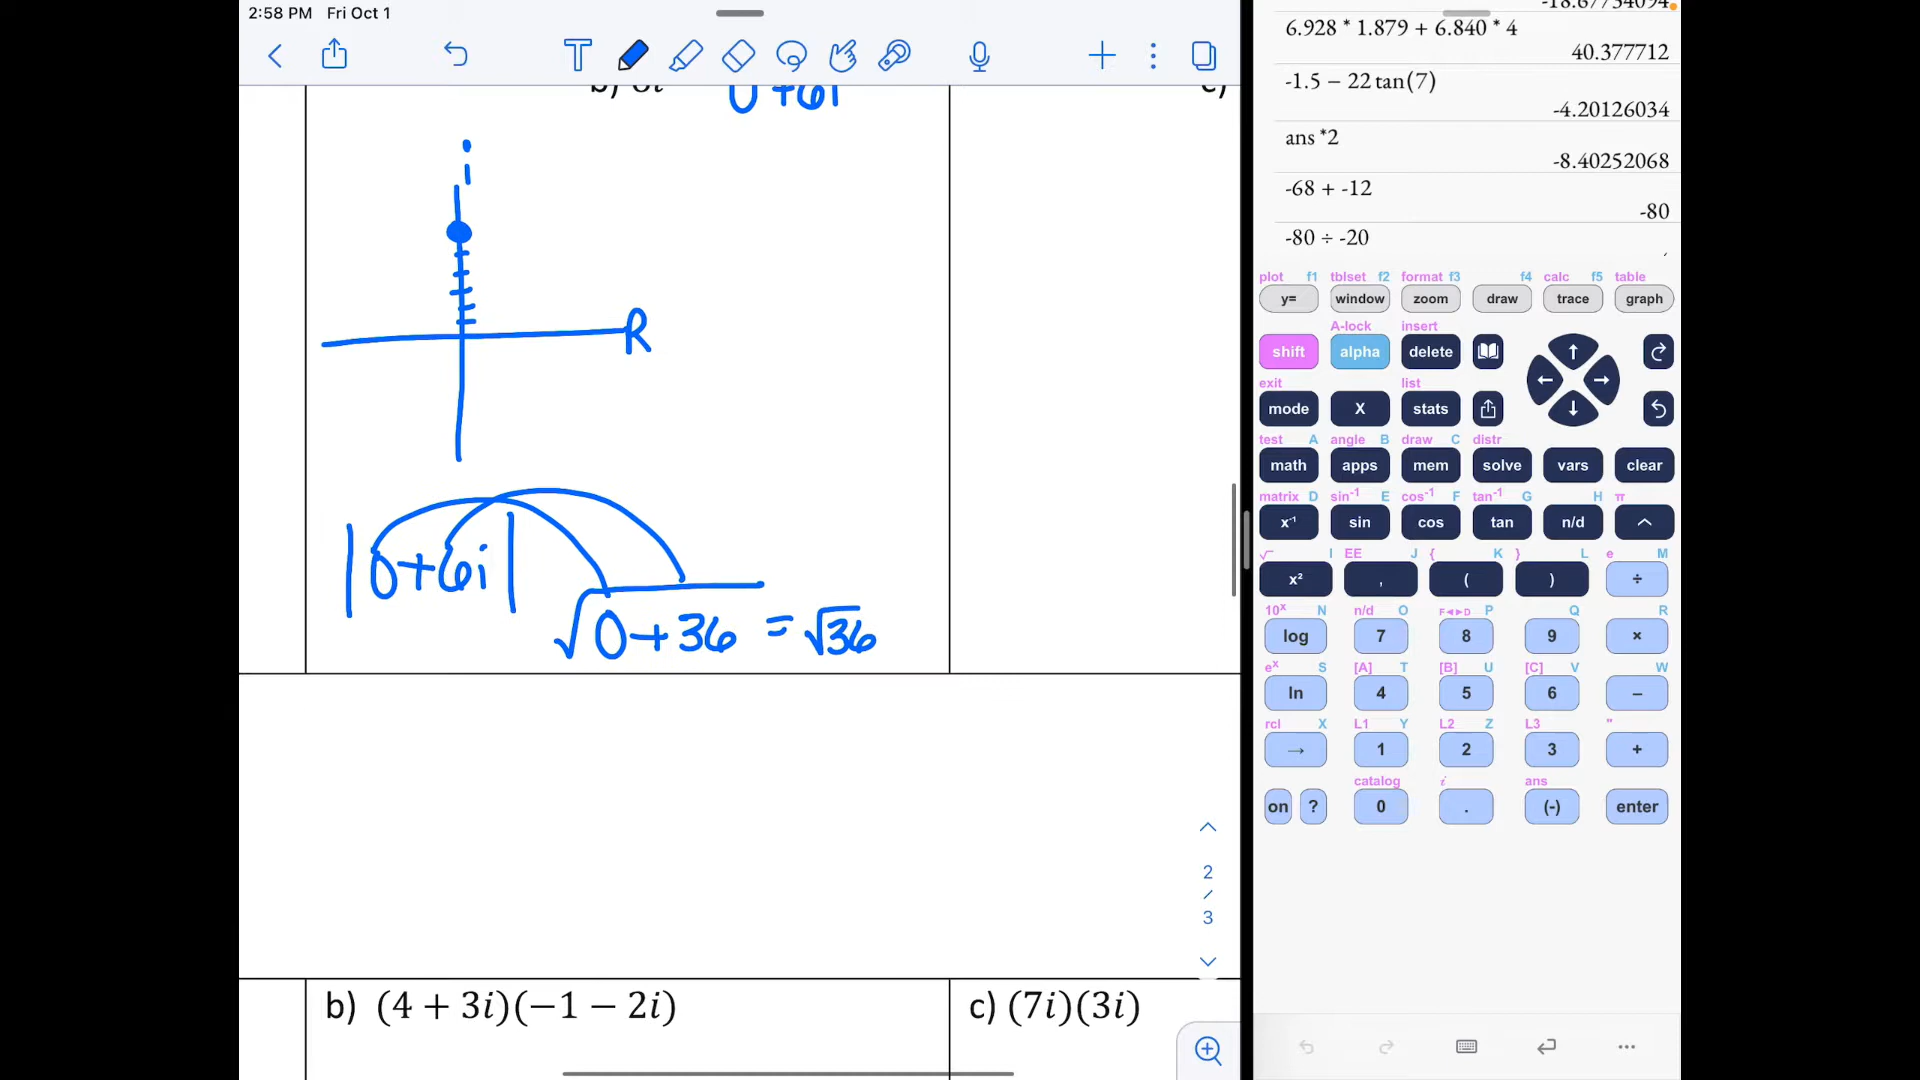 2:58 PM Fri Oct 1
T
0 +6i
i
R
|0+6i|
√0+36 = √36
2
/
3
b) (4 + 3𝑖)(−1 − 2𝑖)
c) (7𝑖)(3𝑖)
6.928 * 1.879 + 6.840 * 4
40.377712
-1.5 − 22 tan(7)
-4.20126034
ans *2
-8.40252068
-68 + -12
-80
-80 ÷ -20
plot f1 tblset f2 format f3 f4 calc f5 table
y= window zoom draw trace graph
A-lock insert
shift alpha delete
exit list
mode X stats
test A angle B draw C distr
math apps mem solve vars clear
matrix D sin⁻¹ E cos⁻¹ F tan⁻¹ G H π
x⁻¹ sin cos tan n/d ^
√ I EE J { K } L e M
x² , ( ) ÷
10ˣ N n/d O F◄►D P Q R
log 7 8 9 ×
eˣ S [A] T [B] U [C] V W
ln 4 5 6 −
rcl X L1 Y L2 Z L3 "
→ 1 2 3 +
catalog i ans
on ? 0 . (-) enter